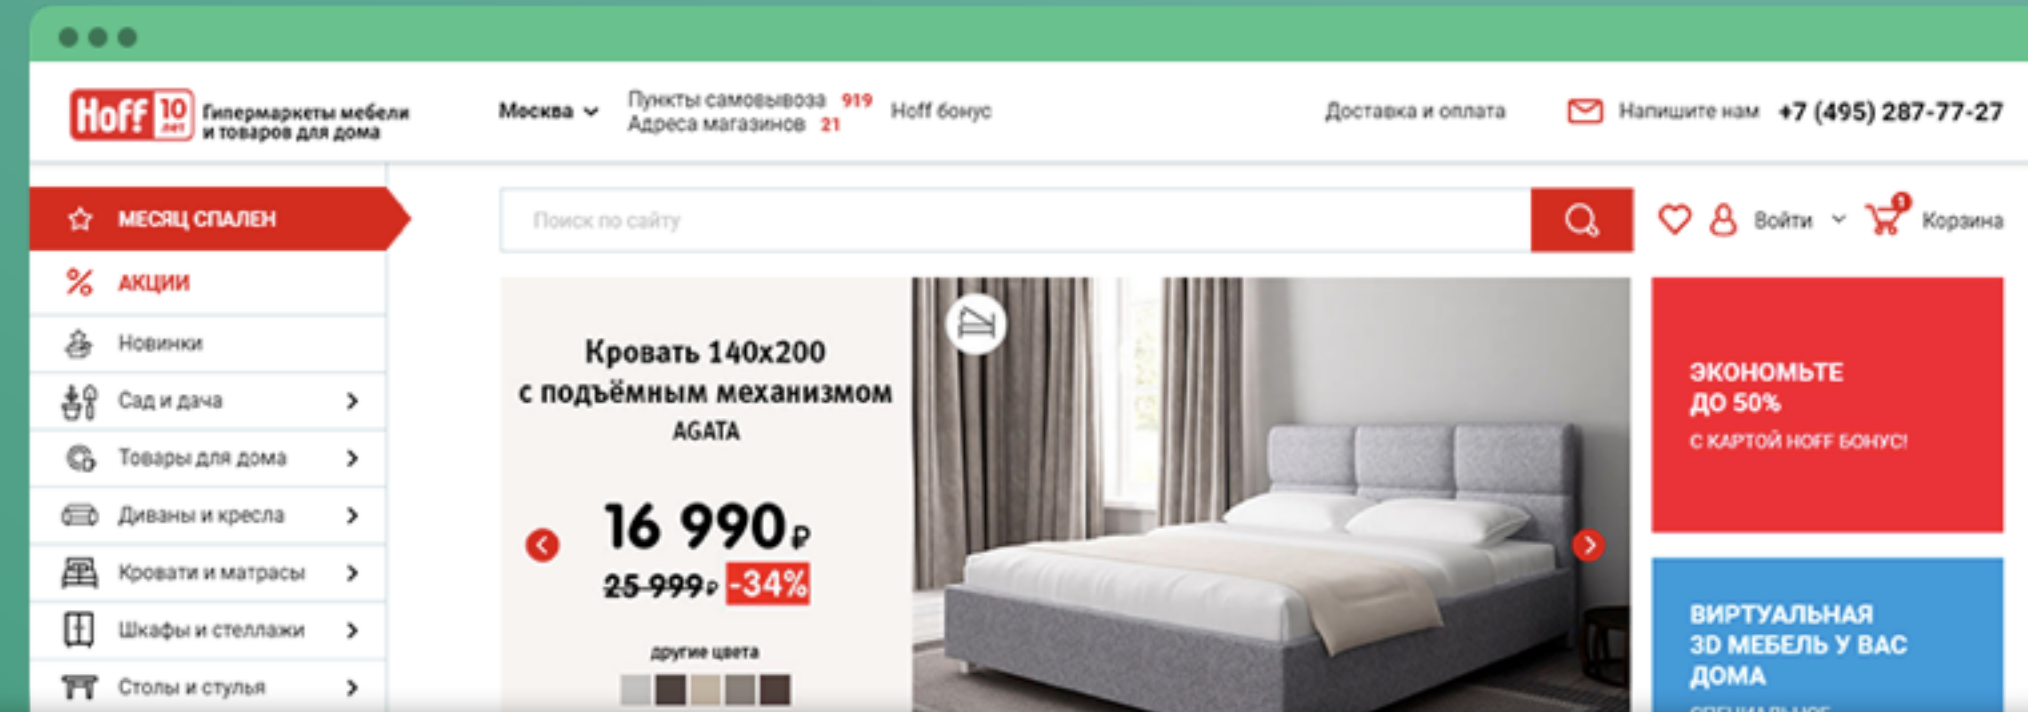 Hoff 10 лет
Гипермаркеты мебели
и товаров для дома
Москва
Пункты самовывоза 919
Адреса магазинов 21
Hoff бонус
Доставка и оплата
Напишите нам
+7 (495) 287-77-27
МЕСЯЦ СПАЛЕН
АКЦИИ
Новинки
Сад и дача
Товары для дома
Диваны и кресла
Кровати и матрасы
Шкафы и стеллажи
Столы и стулья
Поиск по сайту
Войти
1
Корзина
Кровать 140x200
с подъёмным механизмом
AGATA
16 990 ₽
25 999 ₽ -34%
другие цвета
ЭКОНОМЬТЕ
ДО 50%
С КАРТОЙ HOFF БОНУС!
ВИРТУАЛЬНАЯ
3D МЕБЕЛЬ У ВАС
ДОМА